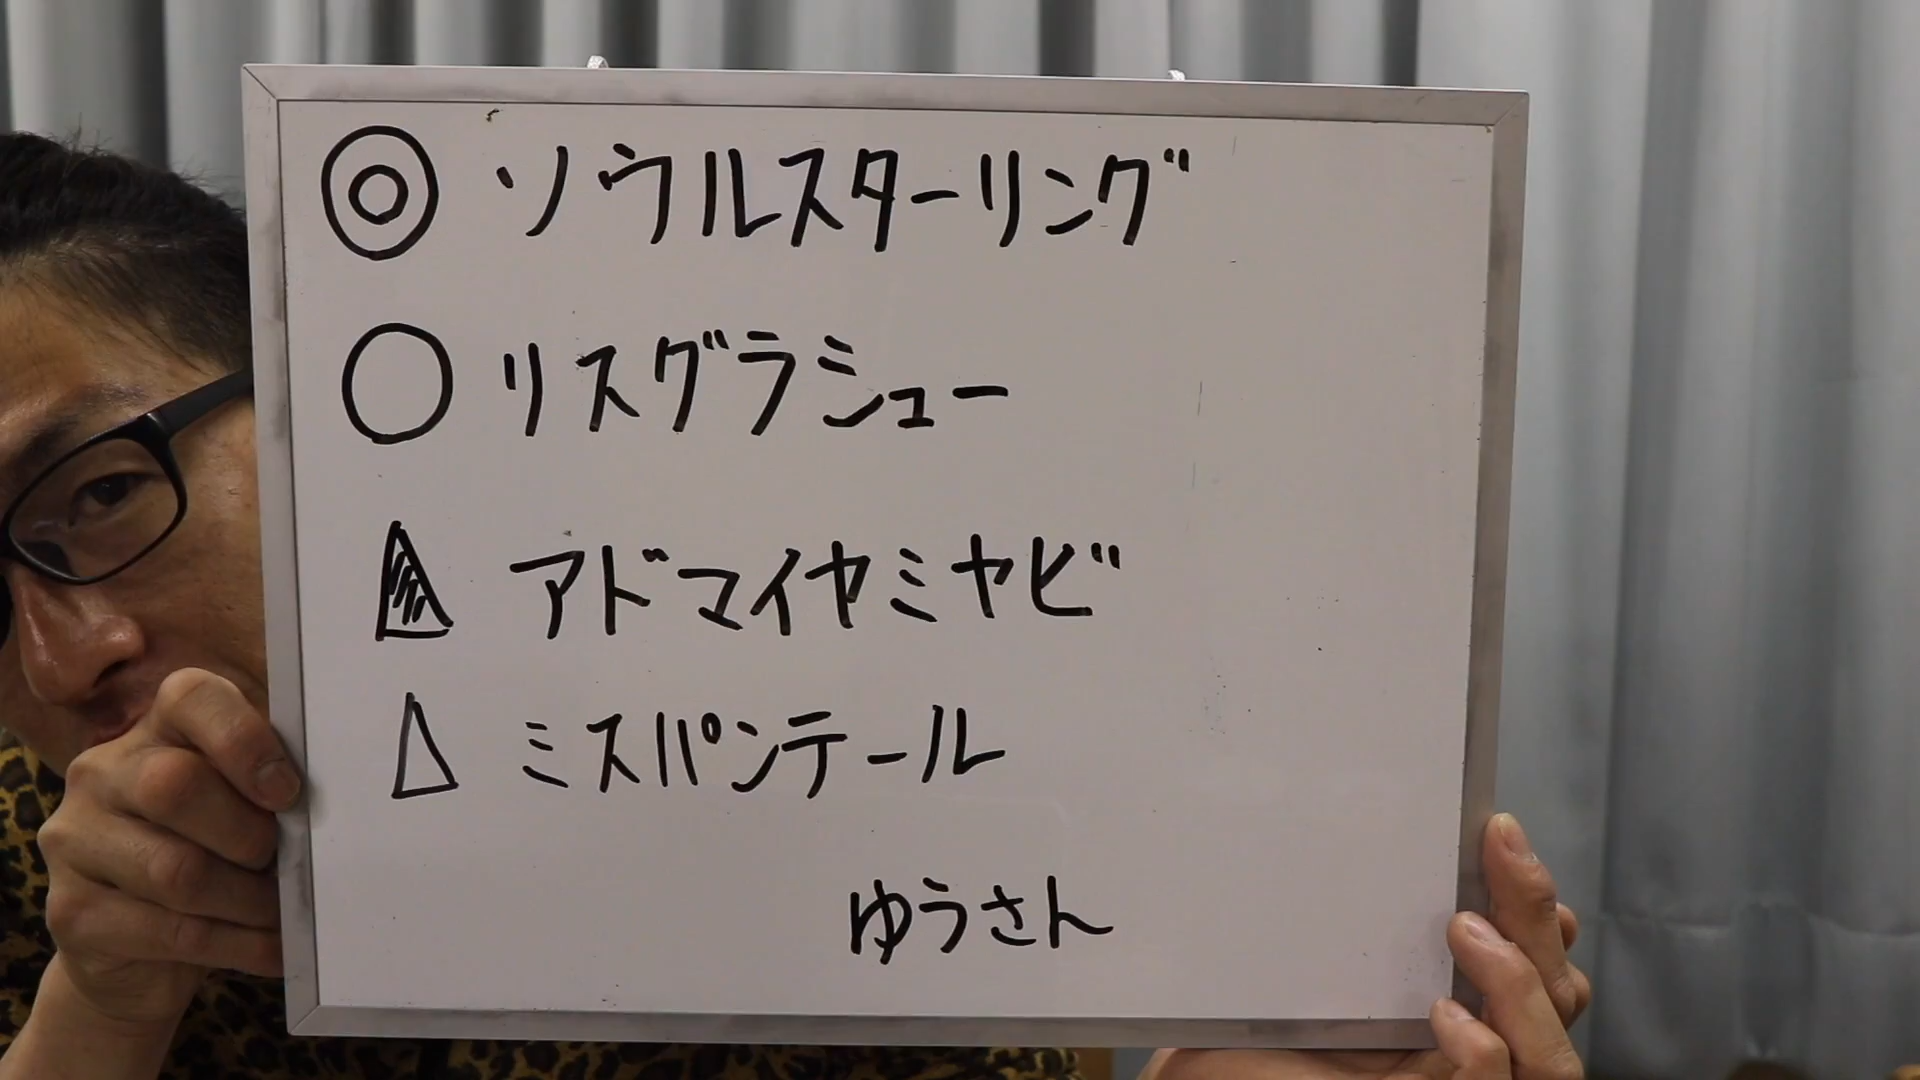 ◎ ソウルスターリング
○ リスグラシュー
▲ アドマイヤミヤビ
△ ミスパンテール
ゆうさん